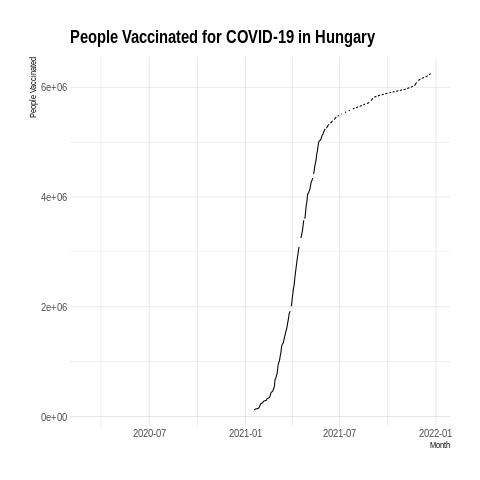 People Vaccinated for COVID-19 in Hungary
People Vaccinated
6e+06
4e+06
2e+06
0e+00
2020-07 2021-01 2021-07 2022-01
Month